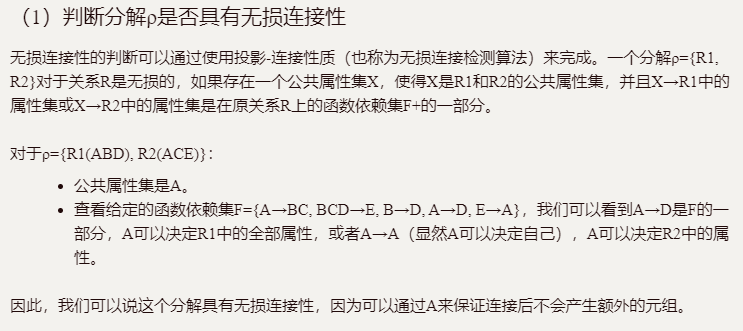 （1）判断分解ρ是否具有无损连接性
无损连接性的判断可以通过使用投影-连接性质（也称为无损连接检测算法）来完成。一个分解ρ={R1,
R2}对于关系R是无损的，如果存在一个公共属性集X，使得X是R1和R2的公共属性集，并且X→R1中的
属性集或X→R2中的属性集是在原关系R上的函数依赖集F+的一部分。
对于ρ={R1(ABD), R2(ACE)}：
• 公共属性集是A。
• 查看给定的函数依赖集F={A→BC, BCD→E, B→D, A→D, E→A}，我们可以看到A→D是F的一
部分，A可以决定R1中的全部属性，或者A→A（显然A可以决定自己），A可以决定R2中的属
性。
因此，我们可以说这个分解具有无损连接性，因为可以通过A来保证连接后不会产生额外的元组。